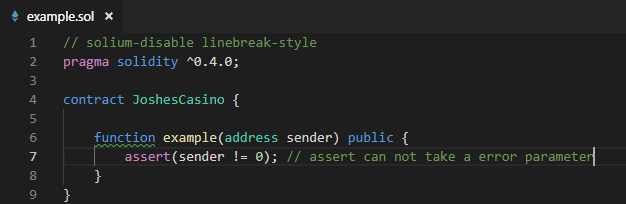 example.sol ×
1 // solium-disable linebreak-style
2 pragma solidity ^0.4.0;
3
4 contract JoshesCasino {
5
6     function example(address sender) public {
7         assert(sender != 0); // assert can not take a error parameter
8     }
9 }